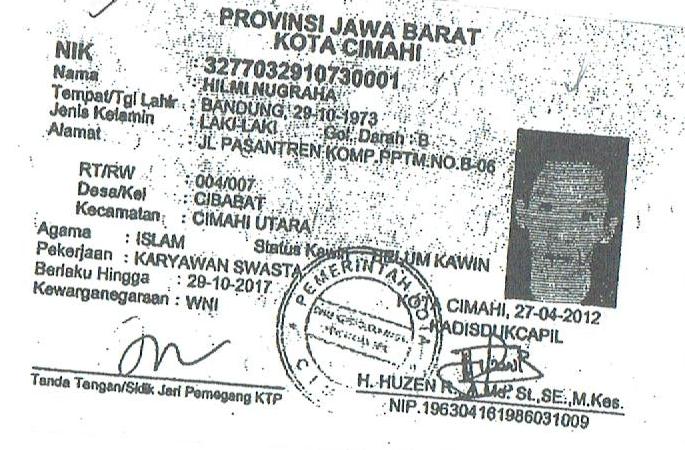 PROVINSI JAWA BARAT
KOTA CIMAHI
NIK : 3277032910730001
Nama : HILMI NUGRAHA
Tempat/Tgl Lahir : BANDUNG, 29-10-1973
Jenis Kelamin : LAKI-LAKI Gol. Darah : B
Alamat : JL PASANTREN KOMP.PPTM.NO.B-06
RT/RW : 004/007
Desa/Kel : CIBABAT
Kecamatan : CIMAHI UTARA
Agama : ISLAM Status Kawin : BELUM KAWIN
Pekerjaan : KARYAWAN SWASTA
Berlaku Hingga : 29-10-2017
Kewarganegaraan : WNI
PEMERINTAH KOTA
KOTA CIMAHI, 27-04-2012
KADISDUKCAPIL
Tanda Tangan/Sidik Jari Pemegang KTP
H. HUZEN R., A.Md. St.,SE.,M.Kes.
NIP.196304161986031009